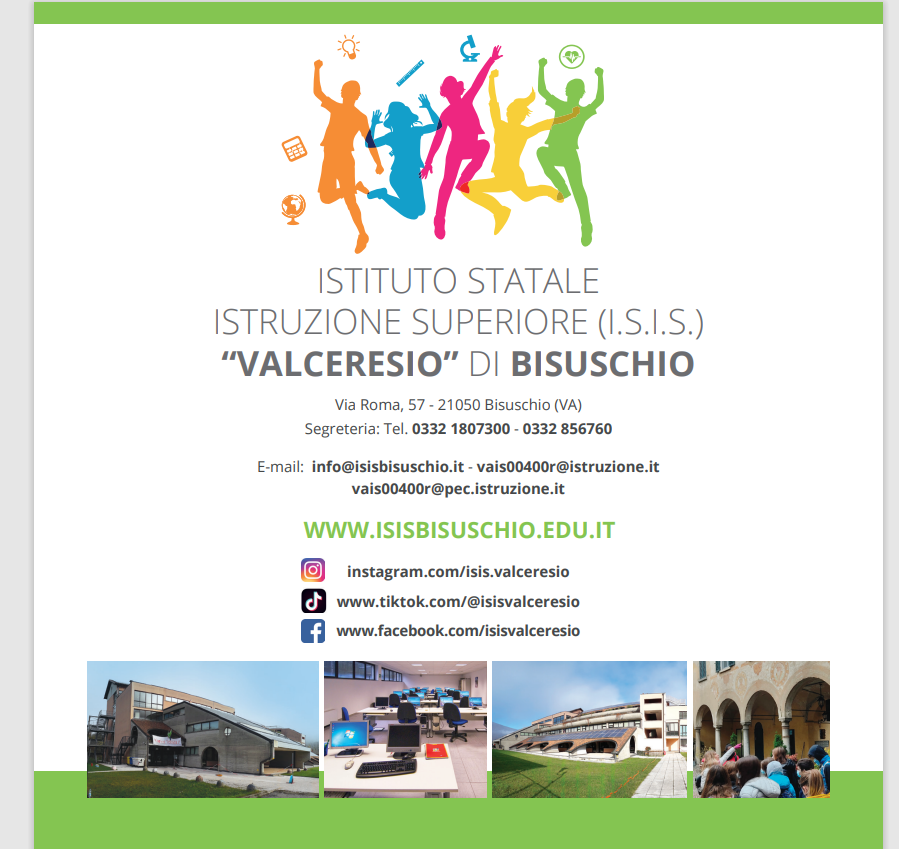 ISTITUTO STATALE
ISTRUZIONE SUPERIORE (I.S.I.S.)
“VALCERESIO” DI BISUSCHIO
Via Roma, 57 - 21050 Bisuschio (VA)
Segreteria: Tel. 0332 1807300 - 0332 856760
E-mail: info@isisbisuschio.it - vais00400r@istruzione.it
vais00400r@pec.istruzione.it
WWW.ISISBISUSCHIO.EDU.IT
instagram.com/isis.valceresio
www.tiktok.com/@isisvalceresio
www.facebook.com/isisvalceresio